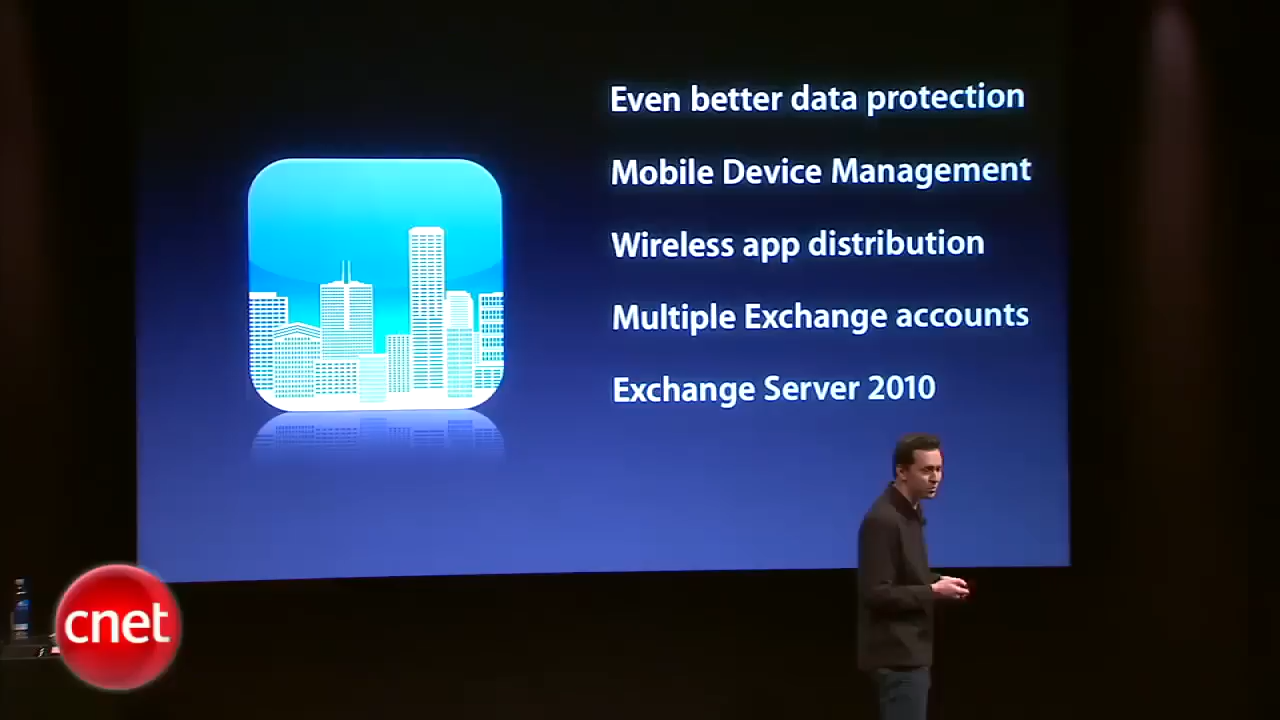 Even better data protection
Mobile Device Management
Wireless app distribution
Multiple Exchange accounts
Exchange Server 2010
cnet